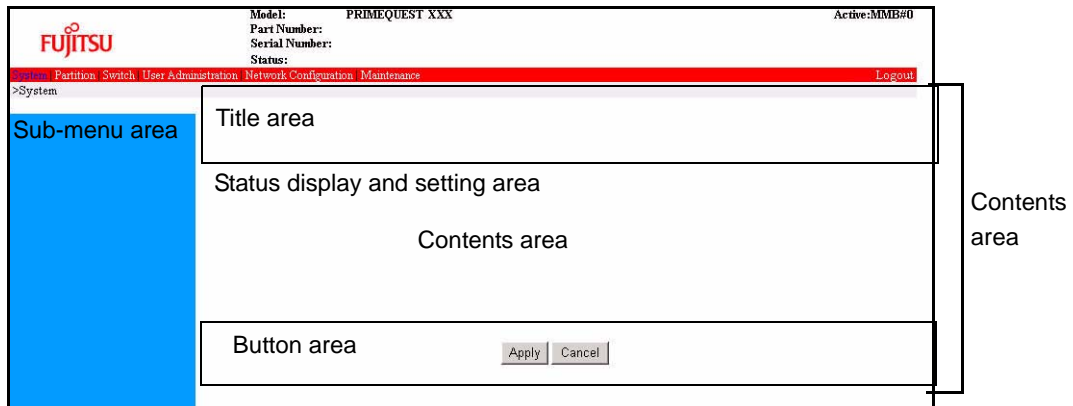 Model: PRIMEQUEST XXX Active:MMB#0
FUJITSU
Part Number:
Serial Number:
Status:
System | Partition | Switch | User Administration | Network Configuration | Maintenance Logout
>System
Sub-menu area
Title area
Status display and setting area
Contents area
Contents
area
Button area
Apply Cancel